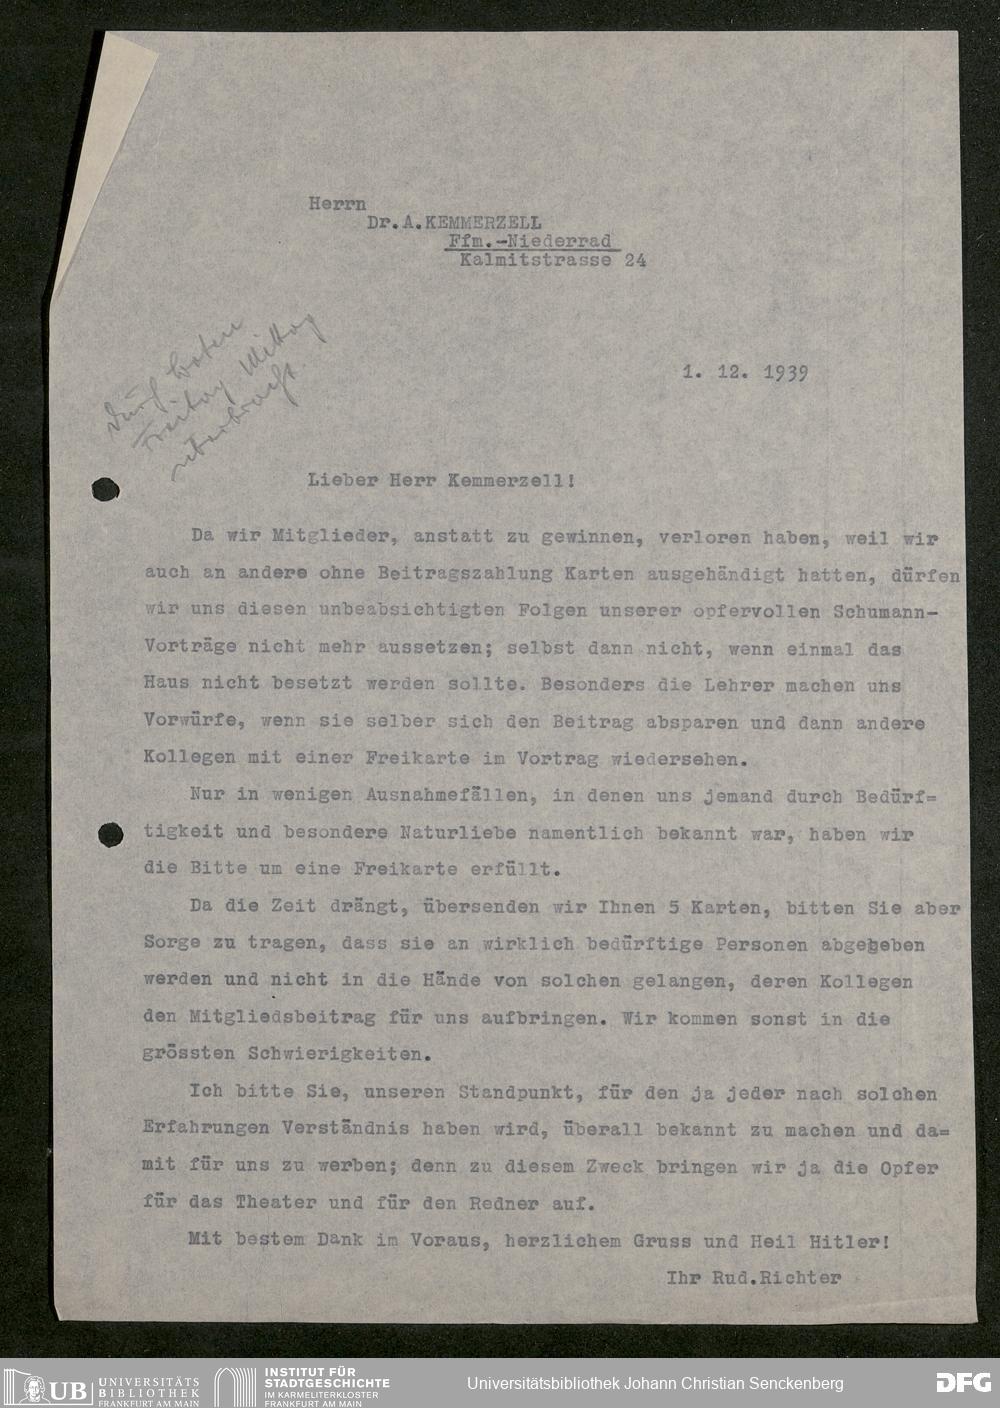 Herrn
Dr.A.KEMMERZELL
Ffm.-Niederrad
Kalmitstrasse 24
durch boten
Freitag Mittag
überbracht
1. 12. 1939
Lieber Herr Kemmerzell!
Da wir Mitglieder, anstatt zu gewinnen, verloren haben, weil wir
auch an andere ohne Beitragszahlung Karten ausgehändigt hatten, dürfen
wir uns diesen unbeabsichtigten Folgen unserer opfervollen Schumann-
Vorträge nicht mehr aussetzen; selbst dann nicht, wenn einmal das
Haus nicht besetzt werden sollte. Besonders die Lehrer machen uns
Vorwürfe, wenn sie selber sich den Beitrag absparen und dann andere
Kollegen mit einer Freikarte im Vortrag wiedersehen.
Nur in wenigen Ausnahmefällen, in denen uns jemand durch Bedürf=
tigkeit und besondere Naturliebe namentlich bekannt war, haben wir
die Bitte um eine Freikarte erfüllt.
Da die Zeit drängt, übersenden wir Ihnen 5 Karten, bitten Sie aber
Sorge zu tragen, dass sie an wirklich bedürftige Personen abgegeben
werden und nicht in die Hände von solchen gelangen, deren Kollegen
den Mitgliedsbeitrag für uns aufbringen. Wir kommen sonst in die
grössten Schwierigkeiten.
Ich bitte Sie, unseren Standpunkt, für den ja jeder nach solchen
Erfahrungen Verständnis haben wird, überall bekannt zu machen und da=
mit für uns zu werben; denn zu diesem Zweck bringen wir ja die Opfer
für das Theater und für den Redner auf.
Mit bestem Dank im Voraus, herzlichem Gruss und Heil Hitler!
Ihr Rud.Richter
UB UNIVERSITÄTS
BIBLIOTHEK
FRANKFURT AM MAIN
INSTITUT FÜR
STADTGESCHICHTE
IM KARMELITERKLOSTER
FRANKFURT AM MAIN
Universitätsbibliothek Johann Christian Senckenberg
DFG